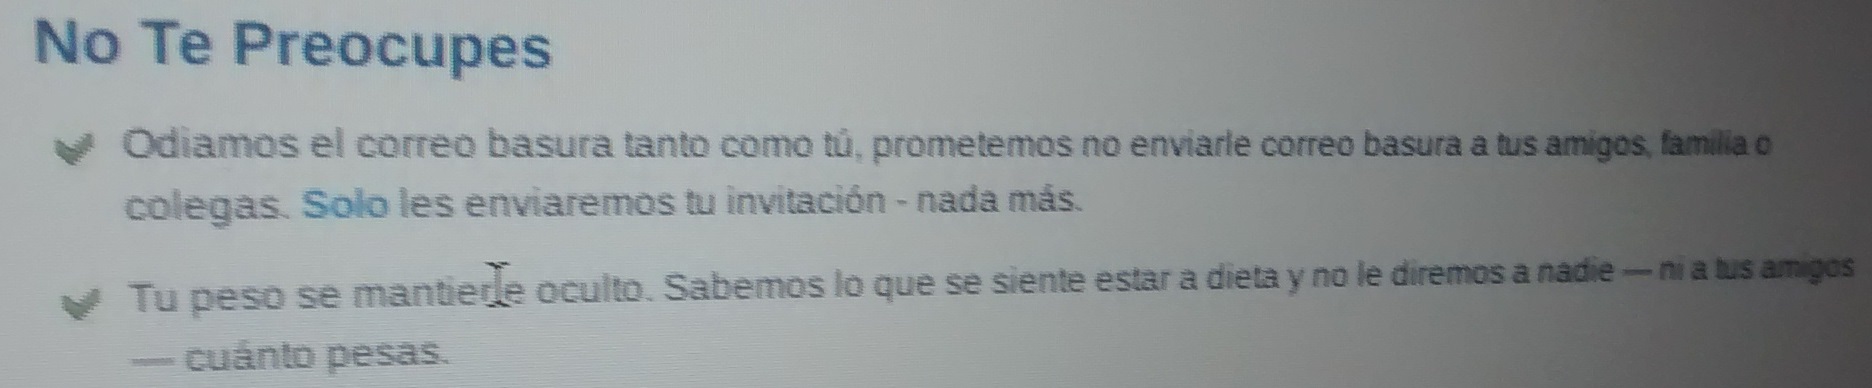 No Te Preocupes
Odiamos el correo basura tanto como tú, prometemos no enviarle correo basura a tus amigos, familia o
colegas. Solo les enviaremos tu invitación - nada más.
Tu peso se mantiene oculto. Sabemos lo que se siente estar a dieta y no le diremos a nadie — ni a tus amigos
— cuánto pesas.